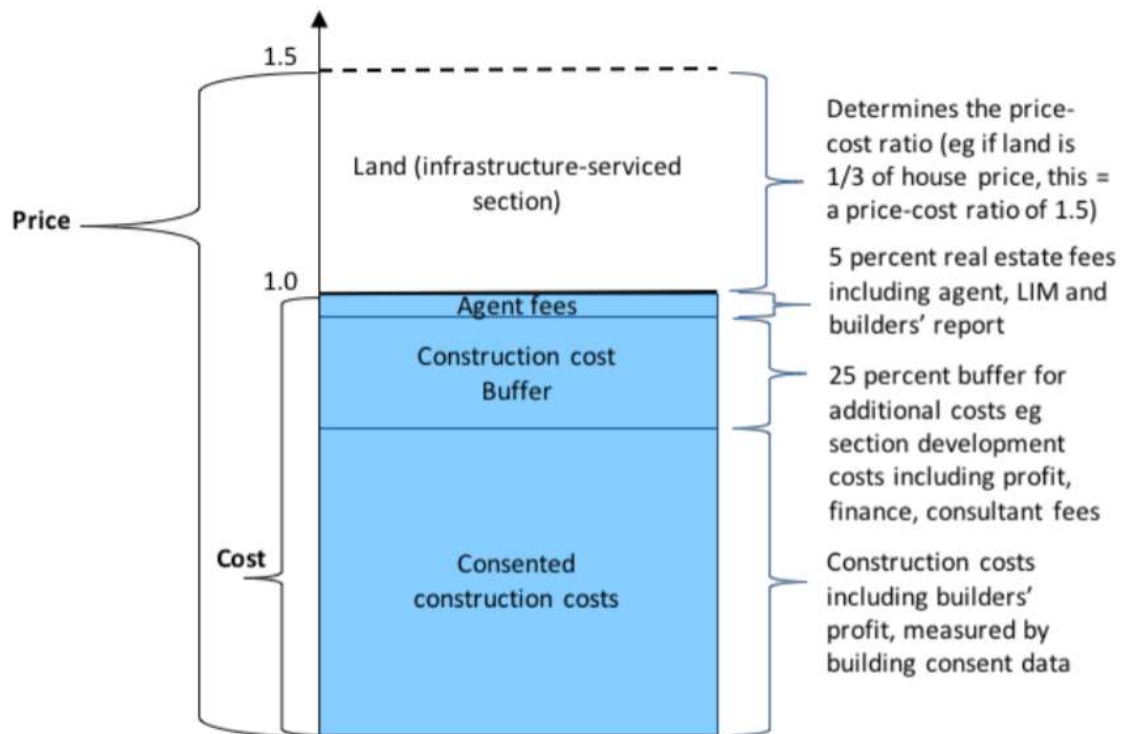 1.5
Land (infrastructure-serviced
section)
Price
1.0
Agent fees
Construction cost
Buffer
Cost
Consented
construction costs
Determines the price-
cost ratio (eg if land is
1/3 of house price, this =
a price-cost ratio of 1.5)
5 percent real estate fees
including agent, LIM and
builders’ report
25 percent buffer for
additional costs eg
section development
costs including profit,
finance, consultant fees
Construction costs
including builders’
profit, measured by
building consent data